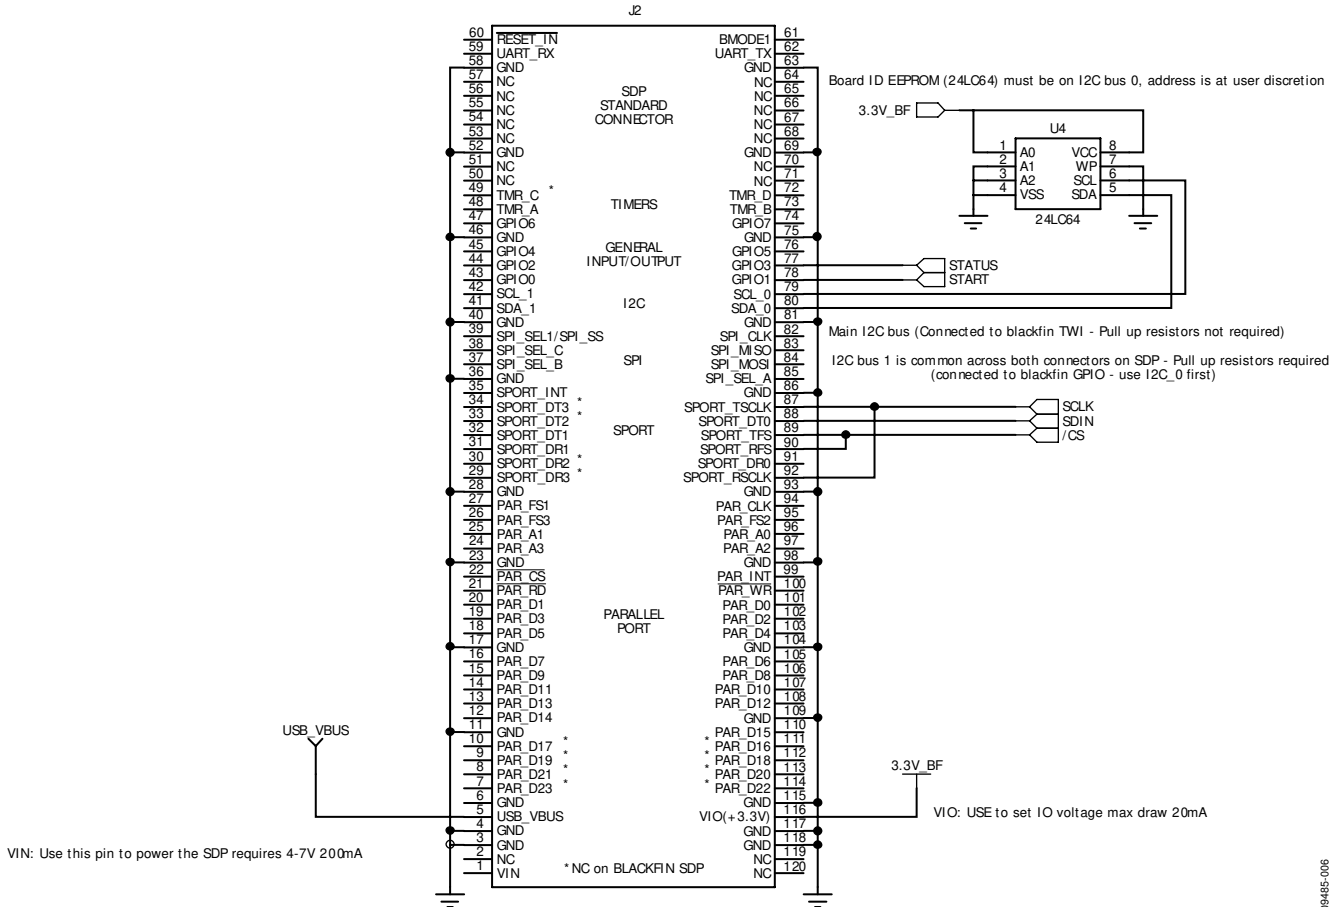 J2
60 RESET_IN BMODE1 61
59 UART_RX UART_TX 62
58 GND GND 63
57 NC NC 64
56 NC NC 65
55 NC NC 66
54 NC NC 67
53 NC NC 68
52 GND GND 69
51 NC NC 70
50 NC NC 71
49 TMR_C * TMR_D 72
48 TMR_A TMR_B 73
47 GPIO6 GPIO7 74
46 GND GND 75
45 GPIO4 GPIO5 76
44 GPIO2 GPIO3 77
43 GPIO0 GPIO1 78
42 SCL_1 SCL_0 79
41 SDA_1 SDA_0 80
40 GND GND 81
39 SPI_SEL1/SPI_SS SPI_CLK 82
38 SPI_SEL_C SPI_MISO 83
37 SPI_SEL_B SPI_MOSI 84
36 GND SPI_SEL_A 85
35 SPORT_INT GND 86
34 SPORT_DT3 * SPORT_TSCLK 87
33 SPORT_DT2 * SPORT_DT0 88
32 SPORT_DT1 SPORT_TFS 89
31 SPORT_DR1 SPORT_RFS 90
30 SPORT_DR2 * SPORT_DR0 91
29 SPORT_DR3 * SPORT_RSCLK 92
28 GND GND 93
27 PAR_FS1 PAR_CLK 94
26 PAR_FS3 PAR_FS2 95
25 PAR_A1 PAR_A0 96
24 PAR_A3 PAR_A2 97
23 GND GND 98
22 PAR_CS PAR_INT 99
21 PAR_RD PAR_WR 100
20 PAR_D1 PAR_D0 101
19 PAR_D3 PAR_D2 102
18 PAR_D5 PAR_D4 103
17 GND GND 104
16 PAR_D7 PAR_D6 105
15 PAR_D9 PAR_D8 106
14 PAR_D11 PAR_D10 107
13 PAR_D13 PAR_D12 108
12 PAR_D14 GND 109
11 GND PAR_D15 110
10 PAR_D17 * * PAR_D16 111
9 PAR_D19 * * PAR_D18 112
8 PAR_D21 * * PAR_D20 113
7 PAR_D23 * * PAR_D22 114
6 GND GND 115
5 USB_VBUS VIO(+3.3V) 116
4 GND GND 117
3 GND GND 118
2 NC NC 119
1 VIN NC 120
SDP
STANDARD
CONNECTOR
TIMERS
GENERAL
INPUT/OUTPUT
I2C
SPI
SPORT
PARALLEL
PORT
*NC on BLACKFIN SDP
USB_VBUS
VIN: Use this pin to power the SDP requires 4-7V 200mA
Board ID EEPROM (24LC64) must be on I2C bus 0, address is at user discretion
3.3V_BF
U4
1 A0 VCC 8
2 A1 WP 7
3 A2 SCL 6
4 VSS SDA 5
24LC64
STATUS
START
Main I2C bus (Connected to blackfin TWI - Pull up resistors not required)
I2C bus 1 is common across both connectors on SDP - Pull up resistors required
(connected to blackfin GPIO - use I2C_0 first)
SCLK
SDIN
/CS
3.3V_BF
VIO: USE to set IO voltage max draw 20mA
09485-006